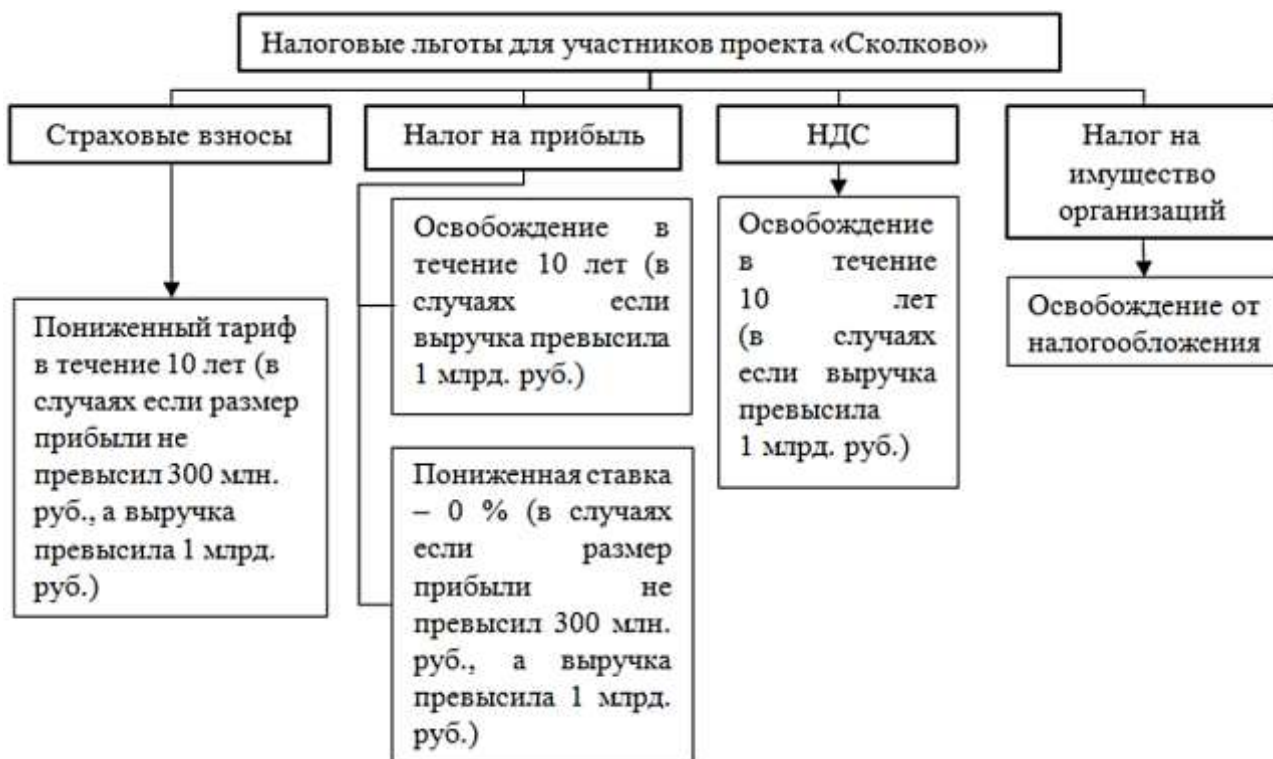 Налоговые льготы для участников проекта «Сколково»
Страховые взносы
Пониженный тариф
в течение 10 лет (в
случаях если размер
прибыли не
превысил 300 млн.
руб., а выручка
превысила 1 млрд.
руб.)
Налог на прибыль
Освобождение в
течение 10 лет (в
случаях если
выручка превысила
1 млрд. руб.)
Пониженная ставка
– 0 % (в случаях
если размер
прибыли не
превысил 300 млн.
руб., а выручка
превысила 1 млрд.
руб.)
НДС
Освобождение
в течение
10 лет
(в случаях
если выручка
превысила
1 млрд. руб.)
Налог на
имущество
организаций
Освобождение от
налогообложения